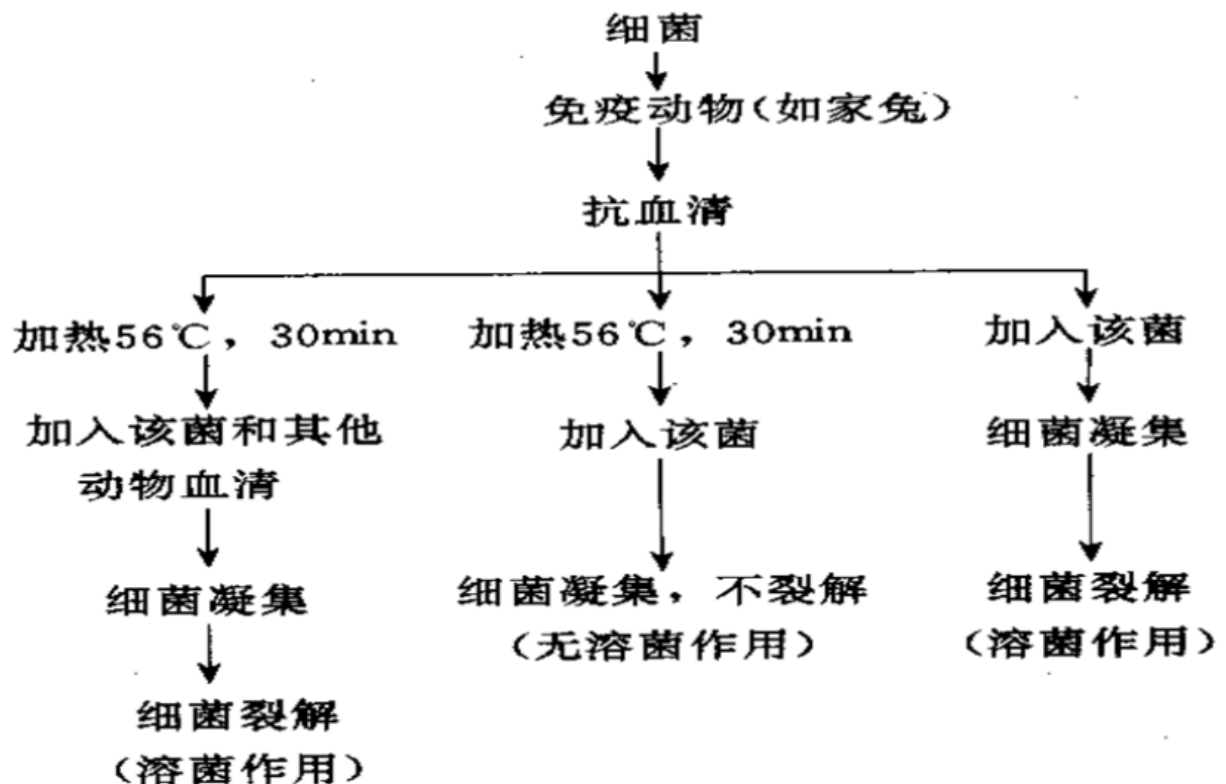 细菌
免疫动物(如家兔)
抗血清
加热56℃，30min
加热56℃，30min
加入该菌
加入该菌和其他
动物血清
加入该菌
细菌凝集
细菌凝集
细菌凝集，不裂解
(无溶菌作用)
细菌裂解
(溶菌作用)
细菌裂解
(溶菌作用)